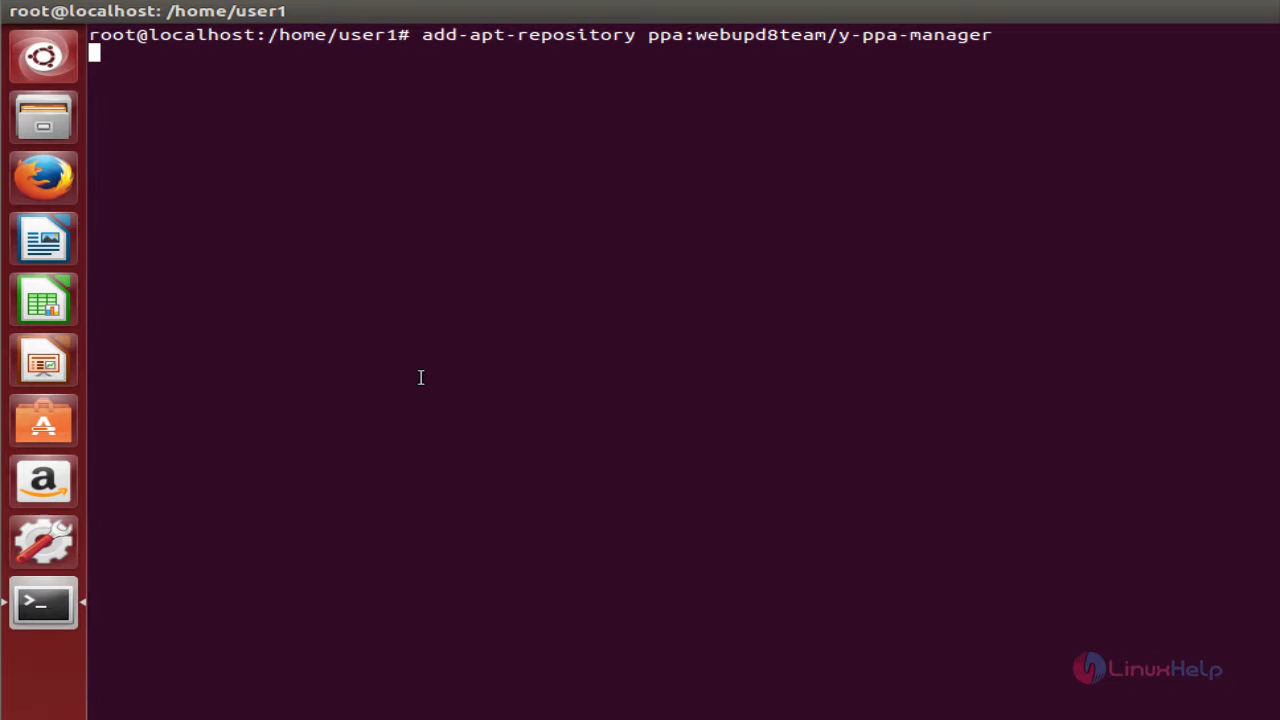 root@localhost: /home/user1
root@localhost:/home/user1# add-apt-repository ppa:webupd8team/y-ppa-manager
LinuxHelp